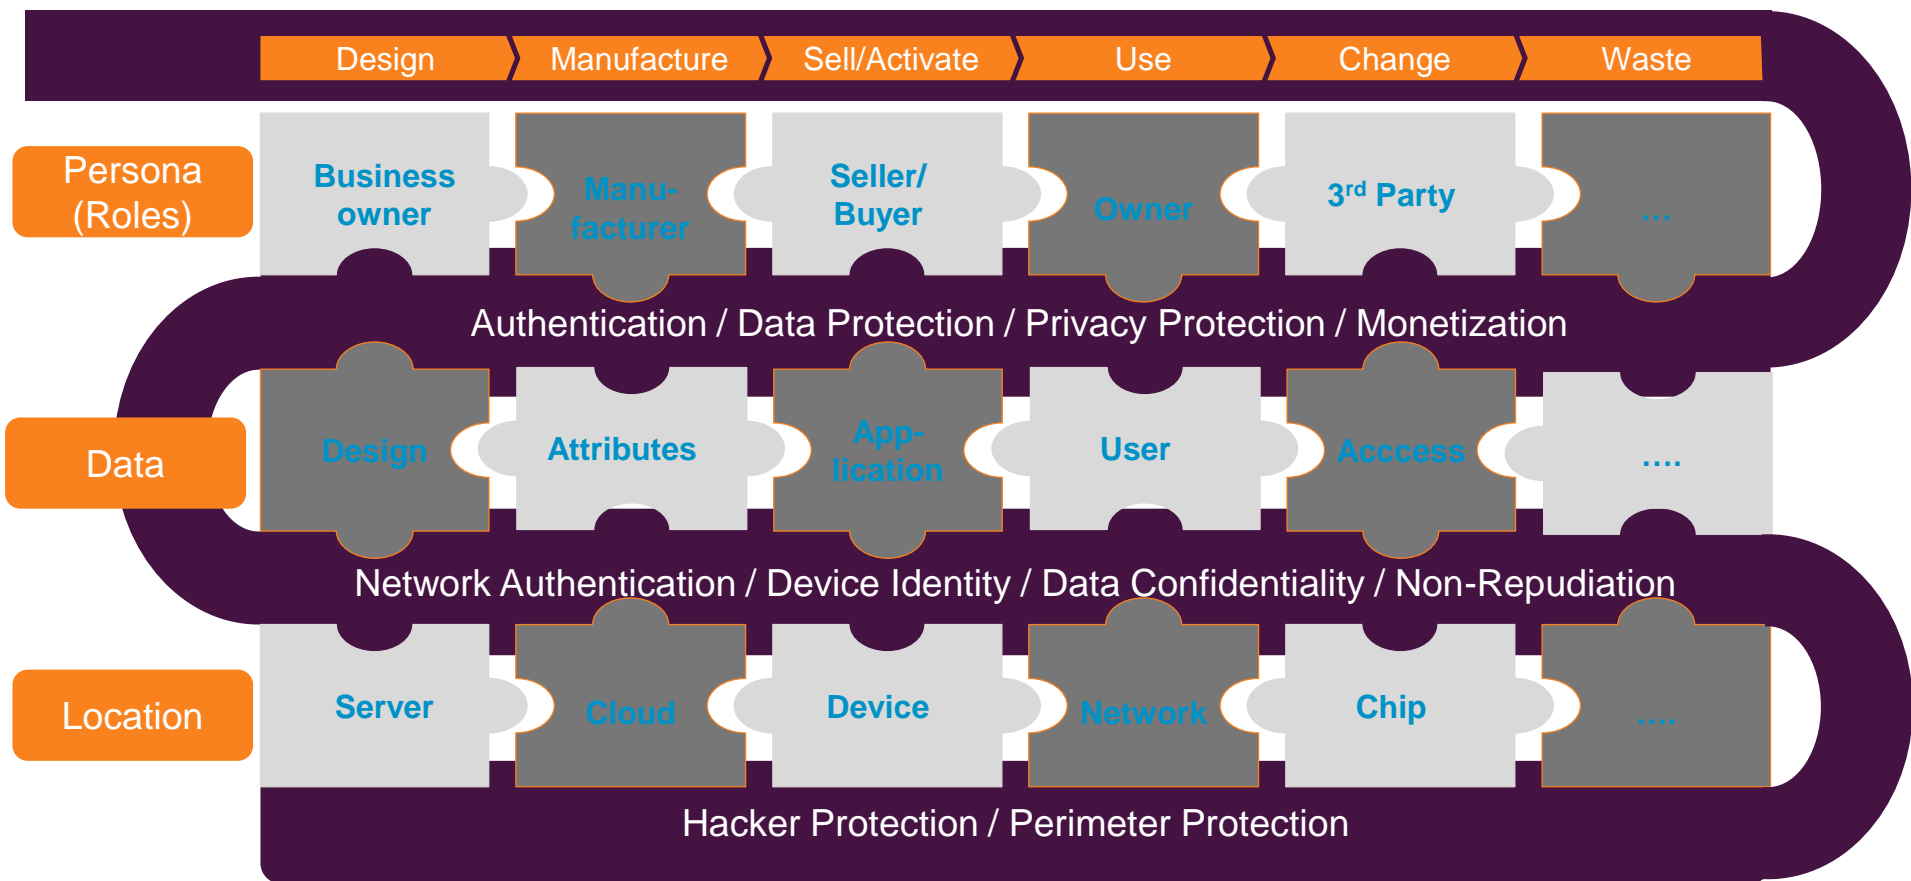 Design Manufacture Sell/Activate Use Change Waste
Persona
(Roles)
Business
owner
Manu-
facturer
Seller/
Buyer
Owner
3rd Party
...
Authentication / Data Protection / Privacy Protection / Monetization
Data
Design
Attributes
App-
lication
User
Acccess
....
Network Authentication / Device Identity / Data Confidentiality / Non-Repudiation
Location
Server
Cloud
Device
Network
Chip
....
Hacker Protection / Perimeter Protection